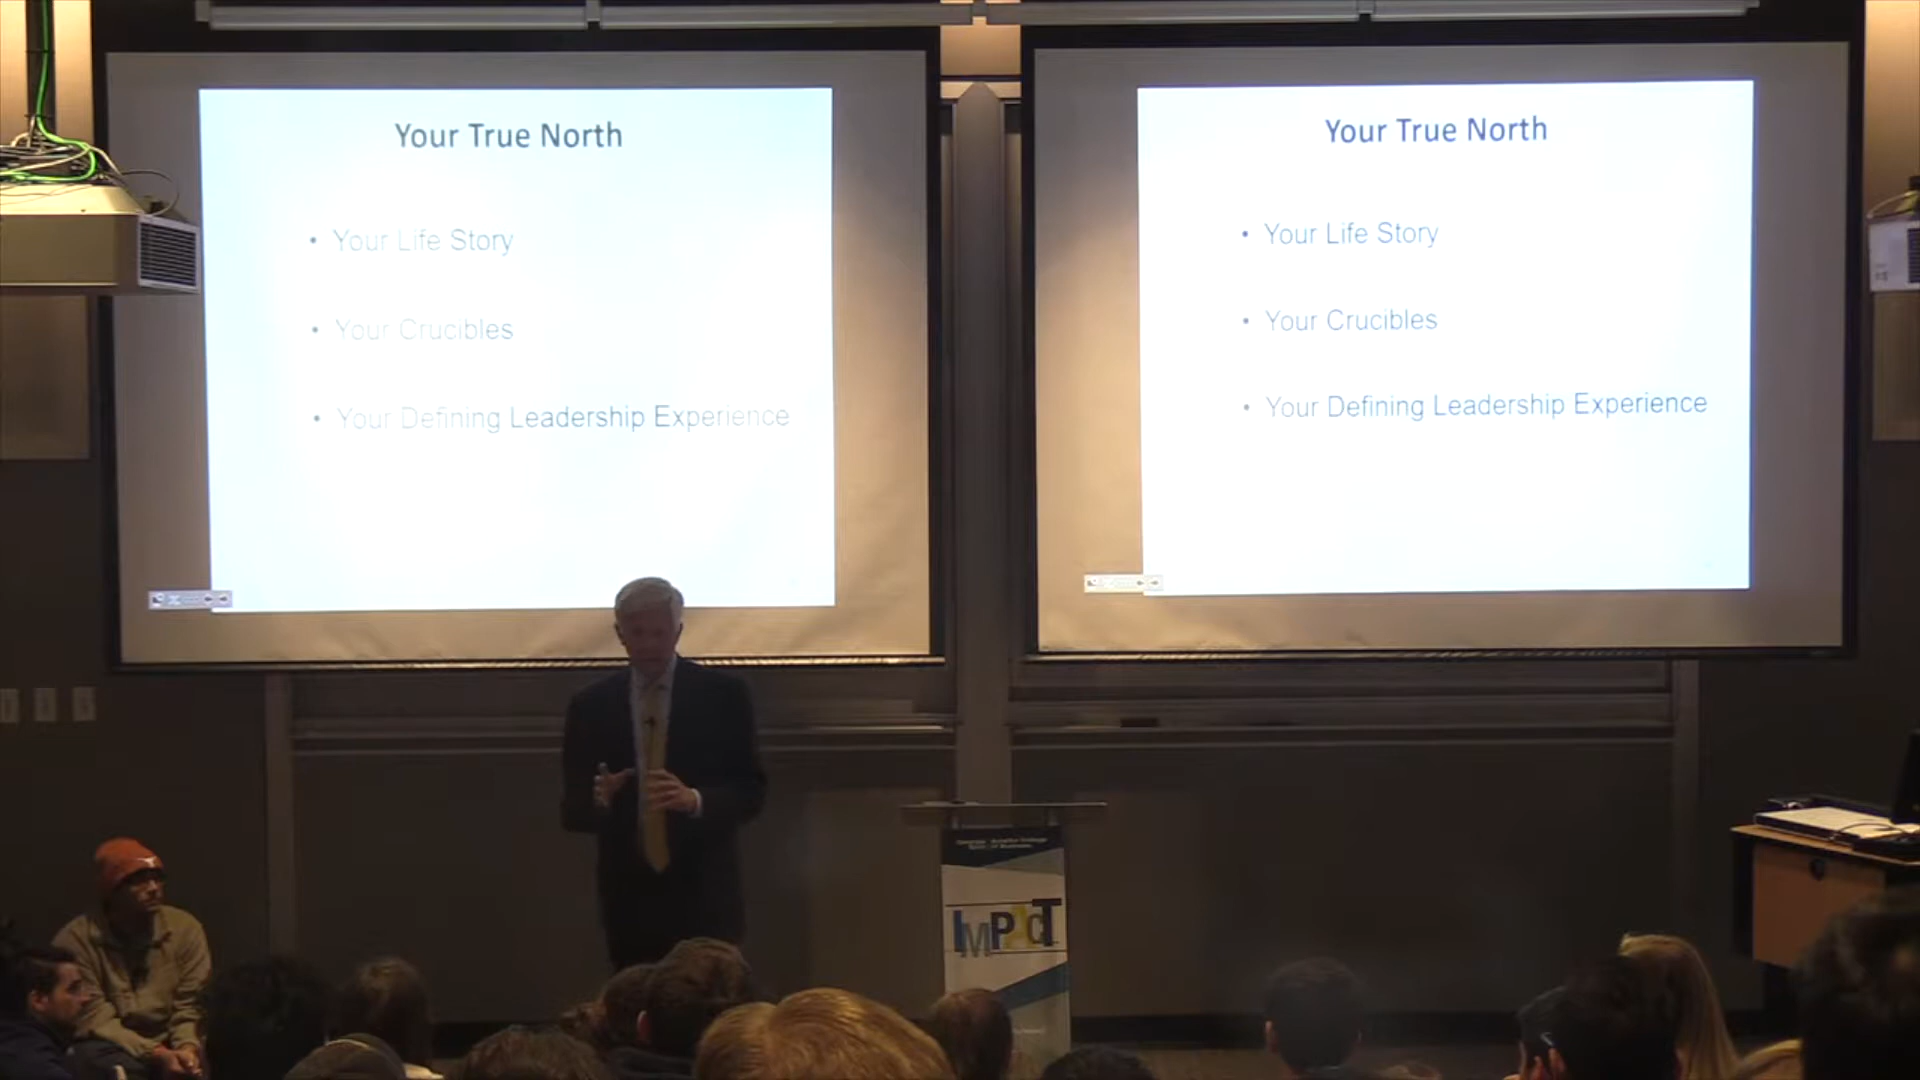 Your True North
• Your Life Story
• Your Crucibles
• Your Defining Leadership Experience
Your True North
• Your Life Story
• Your Crucibles
• Your Defining Leadership Experience
IMPACT